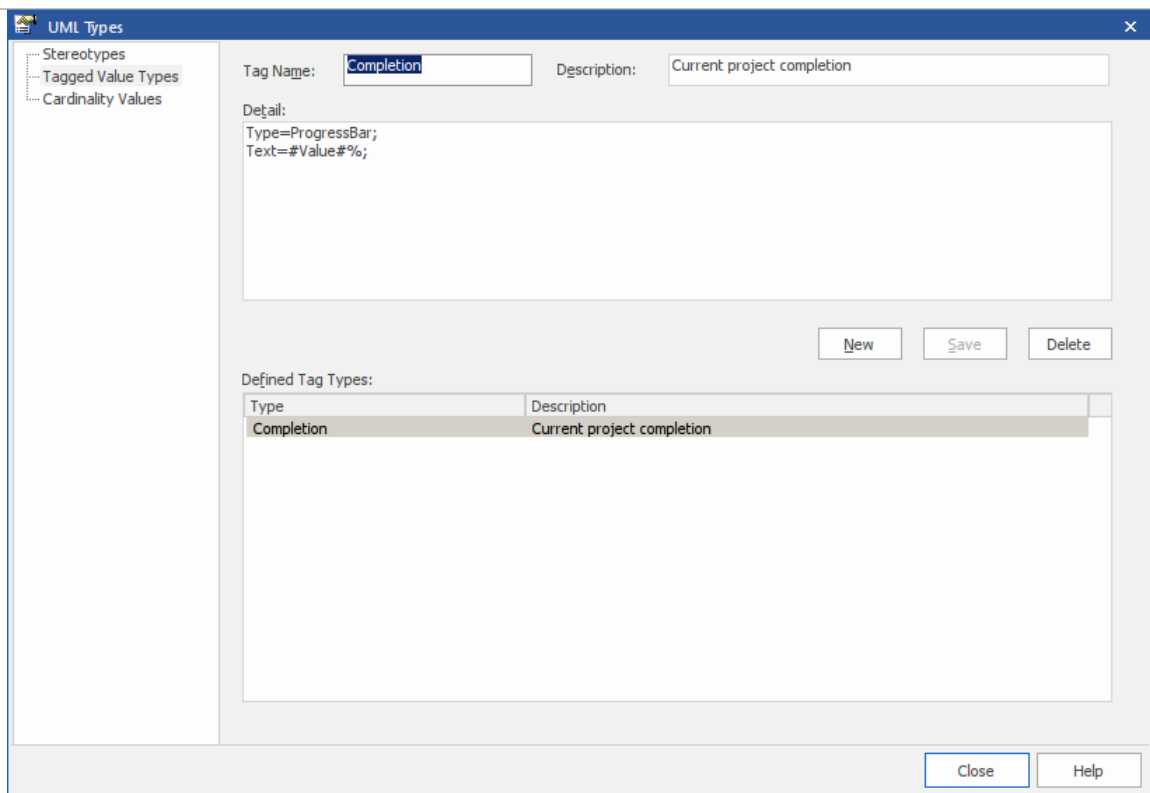 UML Types
Stereotypes
Tagged Value Types
Cardinality Values
Tag Name: Completion Description: Current project completion
Detail:
Type=ProgressBar;
Text=#Value#%;
New Save Delete
Defined Tag Types:
Type Description
Completion Current project completion
Close Help